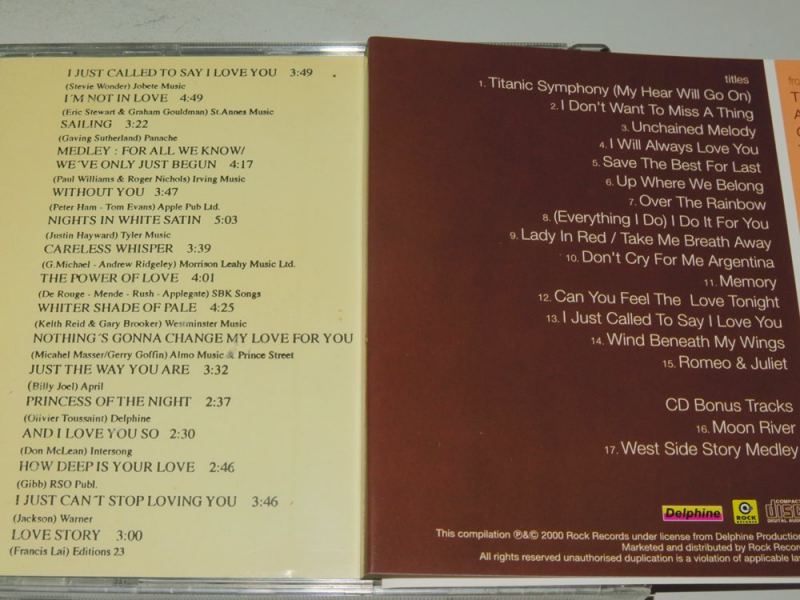 I JUST CALLED TO SAY I LOVE YOU 3:49
(Stevie Wonder) Jobete Music
I´M NOT IN LOVE 4:49
(Eric Stewart & Graham Gouldman) St.Annes Music
SAILING 3:22
(Gaving Sutherland) Panache
MEDLEY : FOR ALL WE KNOW/
WE´VE ONLY JUST BEGUN 4:17
(Paul Williams & Roger Nichols) Irving Music
WITHOUT YOU 3:47
(Peter Ham - Tom Evans) Apple Pub Ltd.
NIGHTS IN WHITE SATIN 5:03
(Justin Hayward) Tyler Music
CARELESS WHISPER 3:39
(G.Michael - Andrew Ridgeley) Morrison Leahy Music Ltd.
THE POWER OF LOVE 4:01
(De Rouge - Mende - Rush - Applegate) SBK Songs
WHITER SHADE OF PALE 4:25
(Keith Reid & Gary Brooker) Westminster Music
NOTHING´S GONNA CHANGE MY LOVE FOR YOU
(Micahel Masser/Gerry Goffin) Almo Music & Prince Street
JUST THE WAY YOU ARE 3:32
(Billy Joel) April
PRINCESS OF THE NIGHT 2:37
(Olivier Toussaint) Delphine
AND I LOVE YOU SO 2:30
(Don McLean) Intersong
HOW DEEP IS YOUR LOVE 2:46
(Gibb) RSO Publ.
I JUST CAN´T STOP LOVING YOU 3:46
(Jackson) Warner
LOVE STORY 3:00
(Francis Lai) Editions 23
titles
1. Titanic Symphony (My Hear Will Go On)
2. I Don't Want To Miss A Thing
3. Unchained Melody
4. I Will Always Love You
5. Save The Best For Last
6. Up Where We Belong
7. Over The Rainbow
8. (Everything I Do) I Do It For You
9. Lady In Red / Take Me Breath Away
10. Don't Cry For Me Argentina
11. Memory
12. Can You Feel The Love Tonight
13. I Just Called To Say I Love You
14. Wind Beneath My Wings
15. Romeo & Juliet
CD Bonus Tracks
16. Moon River
17. West Side Story Medley
Delphine
ROCK
This compilation ℗&© 2000 Rock Records under license from Delphine Production
Marketed and distributed by Rock Recor
All rights reserved unauthorised duplication is a violation of applicable law